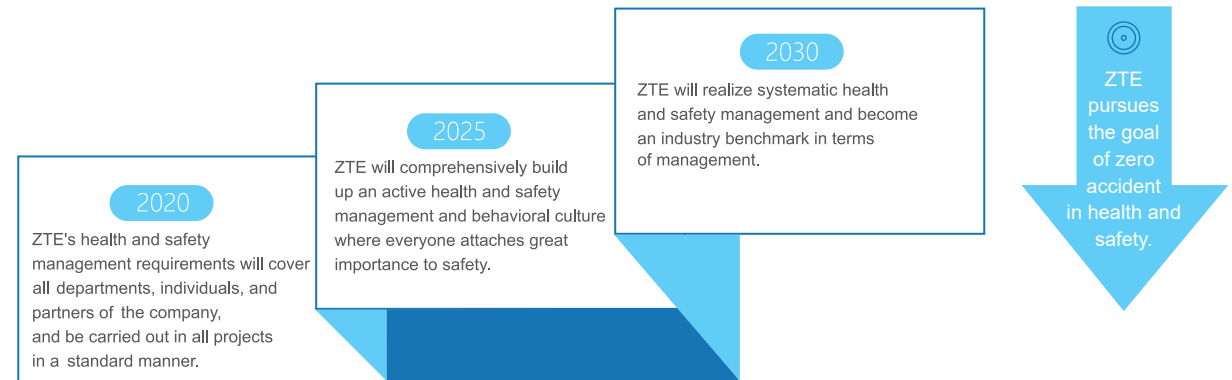 2020
ZTE's health and safety
management requirements will cover
all departments, individuals, and
partners of the company,
and be carried out in all projects
in a standard manner.
2025
ZTE will comprehensively build
up an active health and safety
management and behavioral culture
where everyone attaches great
importance to safety.
2030
ZTE will realize systematic health
and safety management and become
an industry benchmark in terms
of management.
ZTE
pursues
the goal
of zero
accident
in health and
safety.